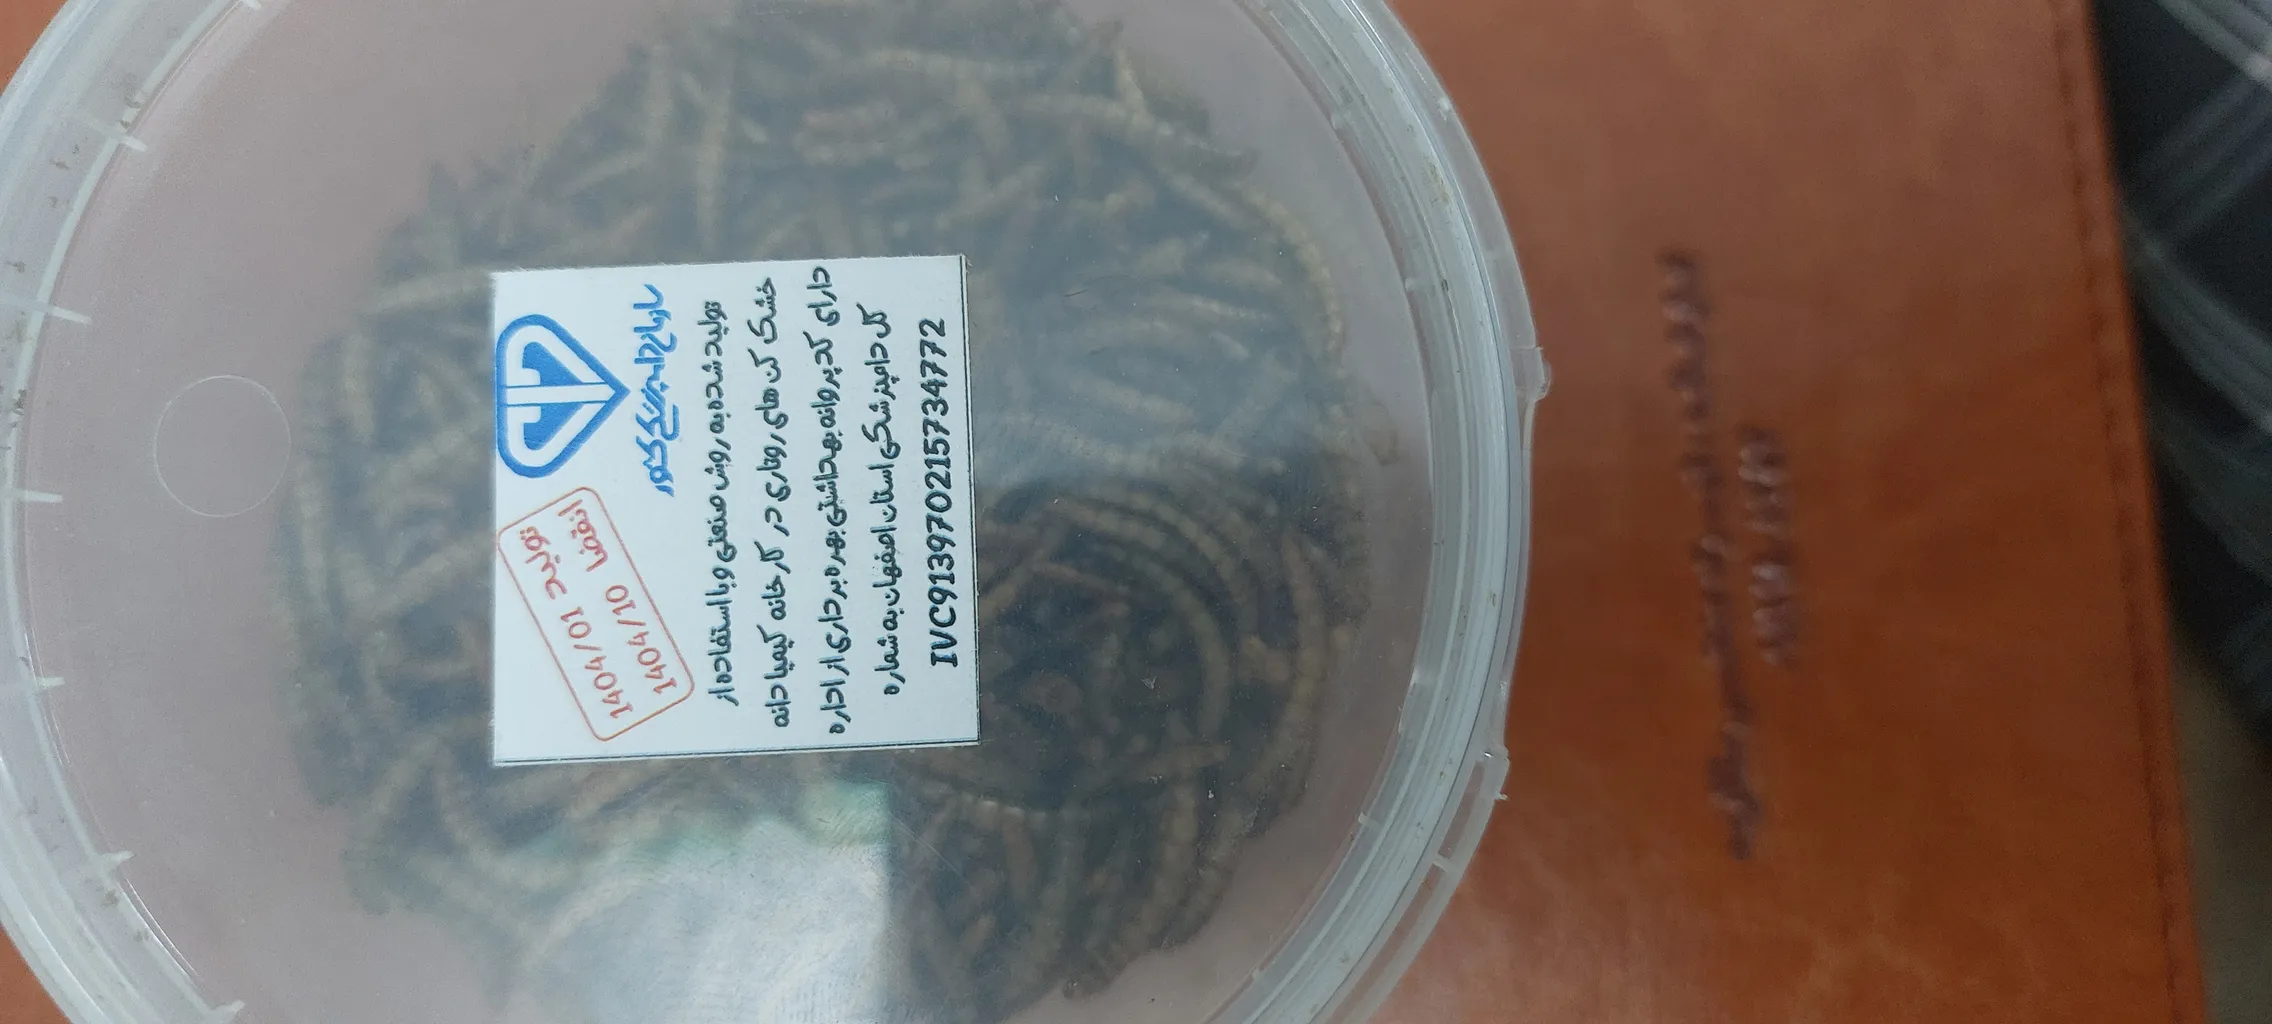 سازمان دامپزشکی کشور
تولید 1404/01
انقضا 1404/10
تولید شده به روش صنعتی و با استفاده از
خشک کن های روتاری در کارخانه کیمیا دانه
دارای کد پروانه بهداشتی بهره برداری از اداره
کل دامپزشکی استان اصفهان به شماره
IVC913970215734772